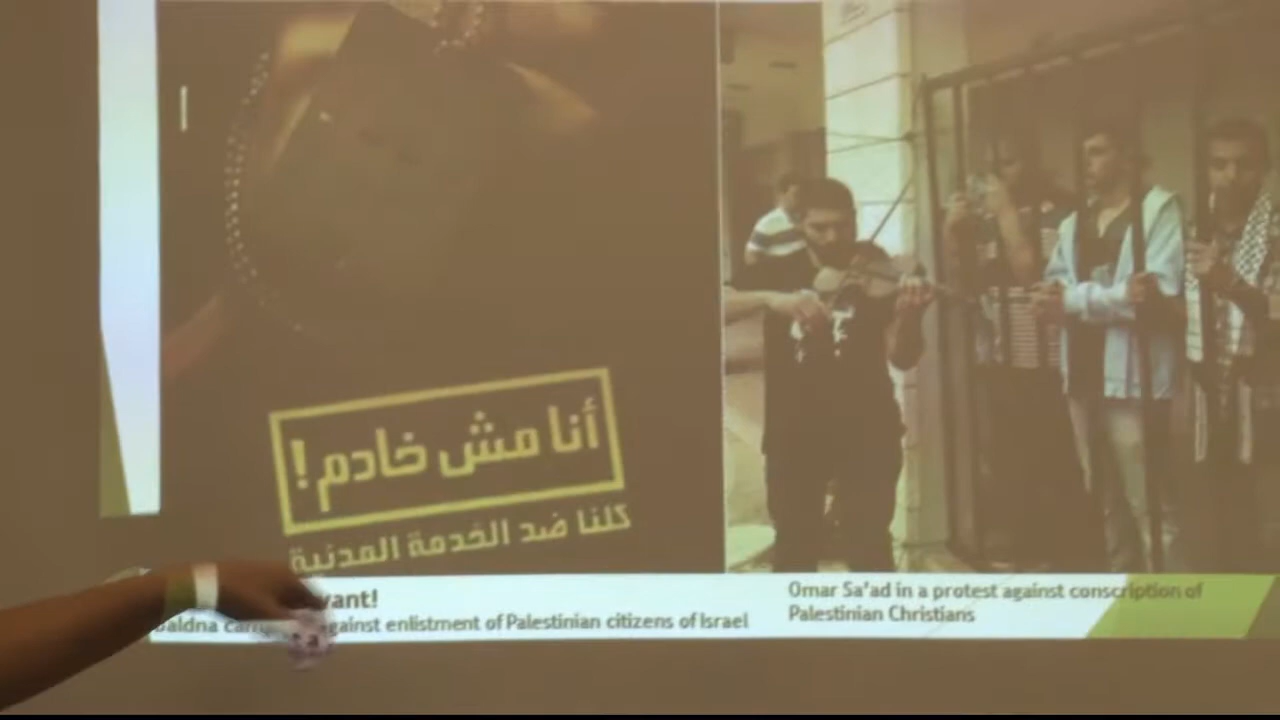 أنا مش خادم!
كلنا ضد الخدمة المدنية
vant!
against enlistment of Palestinian citizens of Israel
Omar Sa'ad in a protest against conscription of
Palestinian Christians